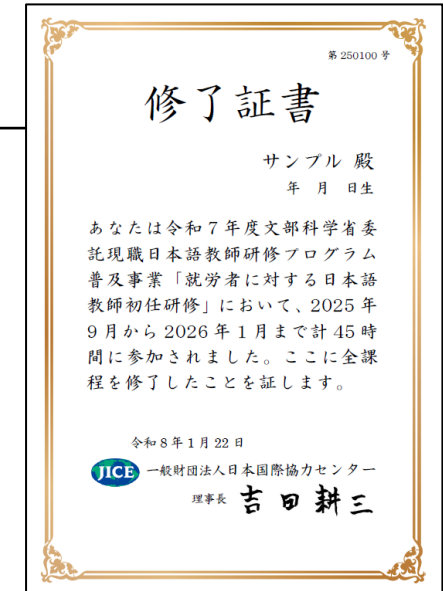 第 250100 号
修了証書
サンプル 殿
年 月 日生
あなたは令和７年度文部科学省委
託現職日本語教師研修プログラム
普及事業「就労者に対する日本語
教師初任研修」において、2025 年
9 月から 2026 年 1 月まで計 45 時
間に参加されました。ここに全課
程を修了したことを証します。
令和 8 年 1 月 22 日
JICE 一般財団法人日本国際協力センター
理事長 吉田耕三